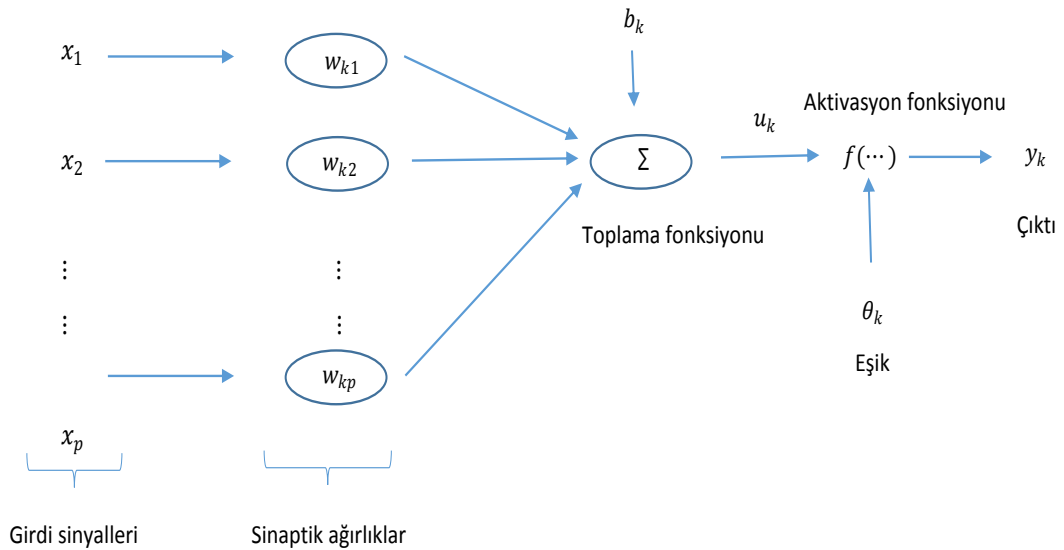 b_k
x_1
w_k1
Aktivasyon fonksiyonu
u_k
x_2
w_k2
Σ
f(⋯)
y_k
Toplama fonksiyonu
Çıktı
⋮ ⋮
⋮ ⋮
θ_k
Eşik
w_kp
x_p
Girdi sinyalleri
Sinaptik ağırlıklar